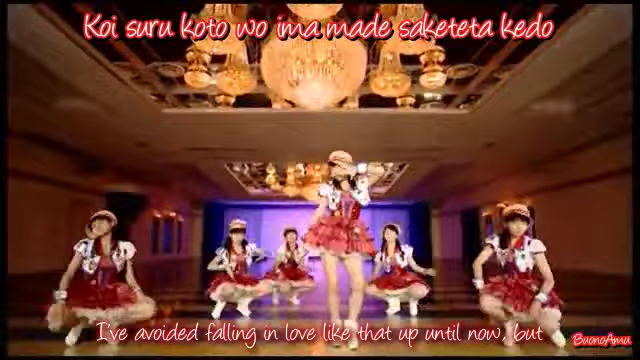 Koi suru koto wo ima made saketeta kedo
I've avoided falling in love like that up until now, but
BuonoAmu